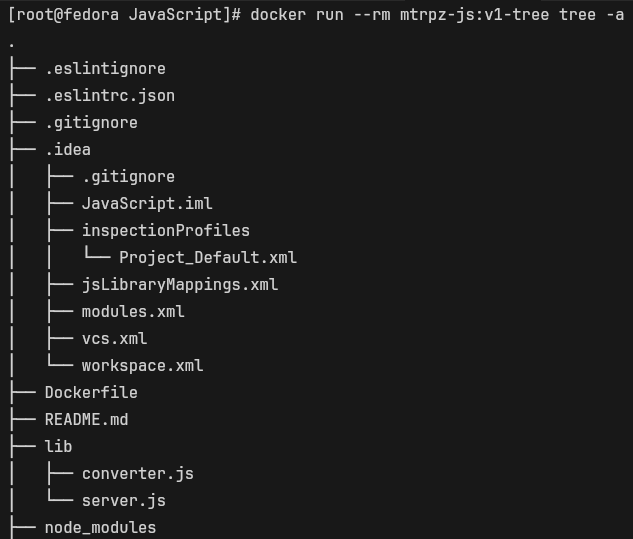 [root@fedora JavaScript]# docker run --rm mtrpz-js:v1-tree tree -a
.
├── .eslintignore
├── .eslintrc.json
├── .gitignore
├── .idea
│   ├── .gitignore
│   ├── JavaScript.iml
│   ├── inspectionProfiles
│   │   └── Project_Default.xml
│   ├── jsLibraryMappings.xml
│   ├── modules.xml
│   ├── vcs.xml
│   └── workspace.xml
├── Dockerfile
├── README.md
├── lib
│   ├── converter.js
│   └── server.js
├── node_modules